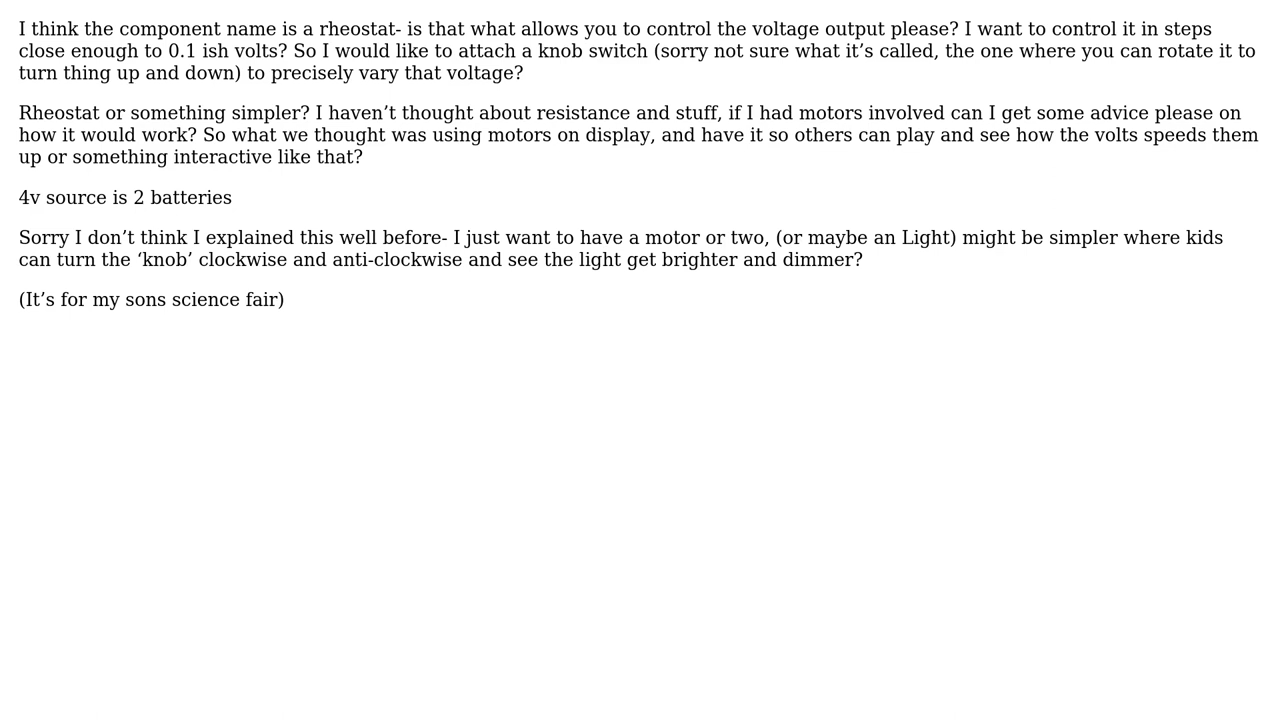 I think the component name is a rheostat- is that what allows you to control the voltage output please? I want to control it in steps
close enough to 0.1 ish volts? So I would like to attach a knob switch (sorry not sure what it’s called, the one where you can rotate it to
turn thing up and down) to precisely vary that voltage?
Rheostat or something simpler? I haven’t thought about resistance and stuff, if I had motors involved can I get some advice please on
how it would work? So what we thought was using motors on display, and have it so others can play and see how the volts speeds them
up or something interactive like that?
4v source is 2 batteries
Sorry I don’t think I explained this well before- I just want to have a motor or two, (or maybe an Light) might be simpler where kids
can turn the ‘knob’ clockwise and anti-clockwise and see the light get brighter and dimmer?
(It’s for my sons science fair)